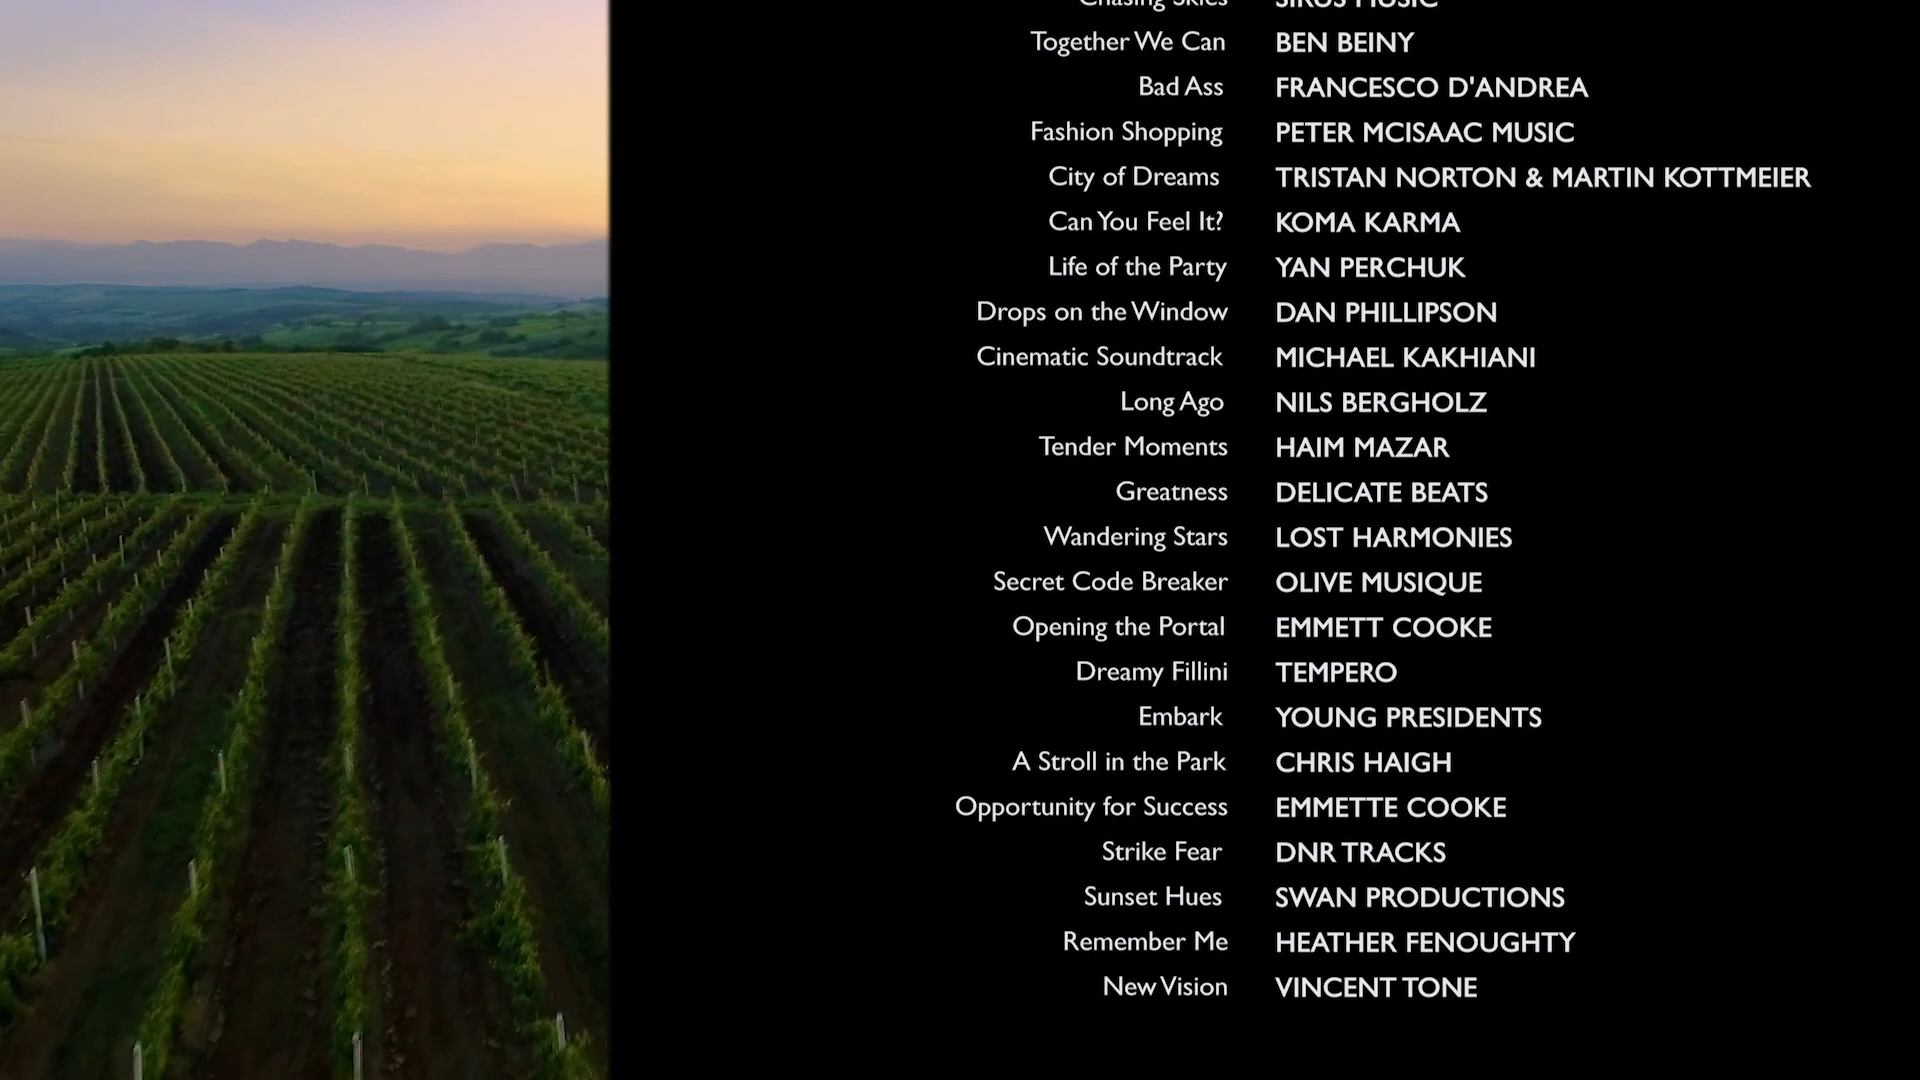 Chasing Skies SIRUS MUSIC
Together We Can BEN BEINY
Bad Ass FRANCESCO D'ANDREA
Fashion Shopping PETER MCISAAC MUSIC
City of Dreams TRISTAN NORTON & MARTIN KOTTMEIER
Can You Feel It? KOMA KARMA
Life of the Party YAN PERCHUK
Drops on the Window DAN PHILLIPSON
Cinematic Soundtrack MICHAEL KAKHIANI
Long Ago NILS BERGHOLZ
Tender Moments HAIM MAZAR
Greatness DELICATE BEATS
Wandering Stars LOST HARMONIES
Secret Code Breaker OLIVE MUSIQUE
Opening the Portal EMMETT COOKE
Dreamy Fillini TEMPERO
Embark YOUNG PRESIDENTS
A Stroll in the Park CHRIS HAIGH
Opportunity for Success EMMETTE COOKE
Strike Fear DNR TRACKS
Sunset Hues SWAN PRODUCTIONS
Remember Me HEATHER FENOUGHTY
New Vision VINCENT TONE